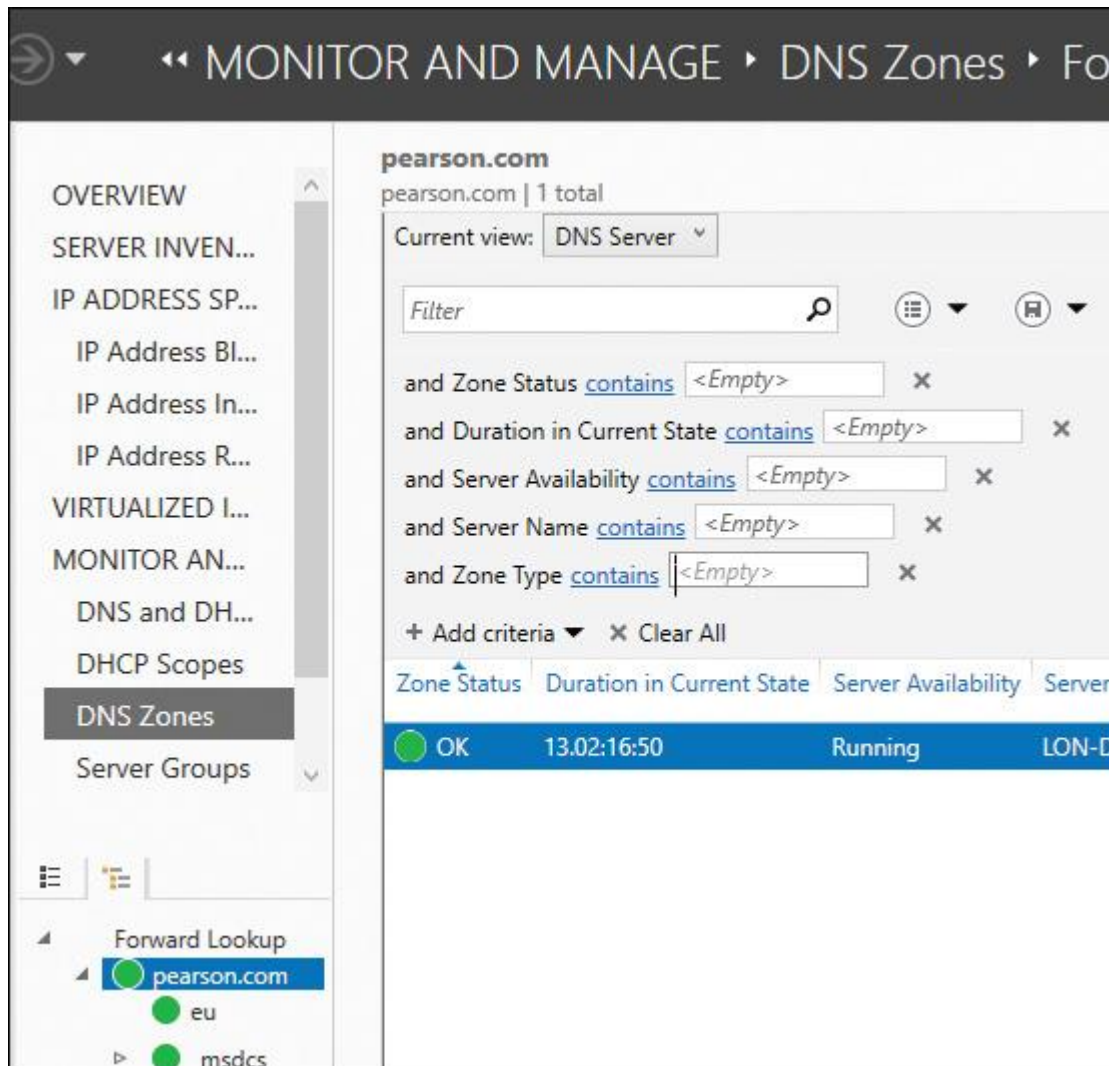 MONITOR AND MANAGE DNS Zones Fo
OVERVIEW
SERVER INVEN...
IP ADDRESS SP...
IP Address Bl...
IP Address In...
IP Address R...
VIRTUALIZED I...
MONITOR AN...
DNS and DH...
DHCP Scopes
DNS Zones
Server Groups
Forward Lookup
pearson.com
eu
_msdcs
pearson.com
pearson.com | 1 total
Current view: DNS Server
Filter
and Zone Status contains <Empty>
and Duration in Current State contains <Empty>
and Server Availability contains <Empty>
and Server Name contains <Empty>
and Zone Type contains <Empty>
+ Add criteria Clear All
Zone Status Duration in Current State Server Availability Server
OK 13.02:16:50 Running LON-D